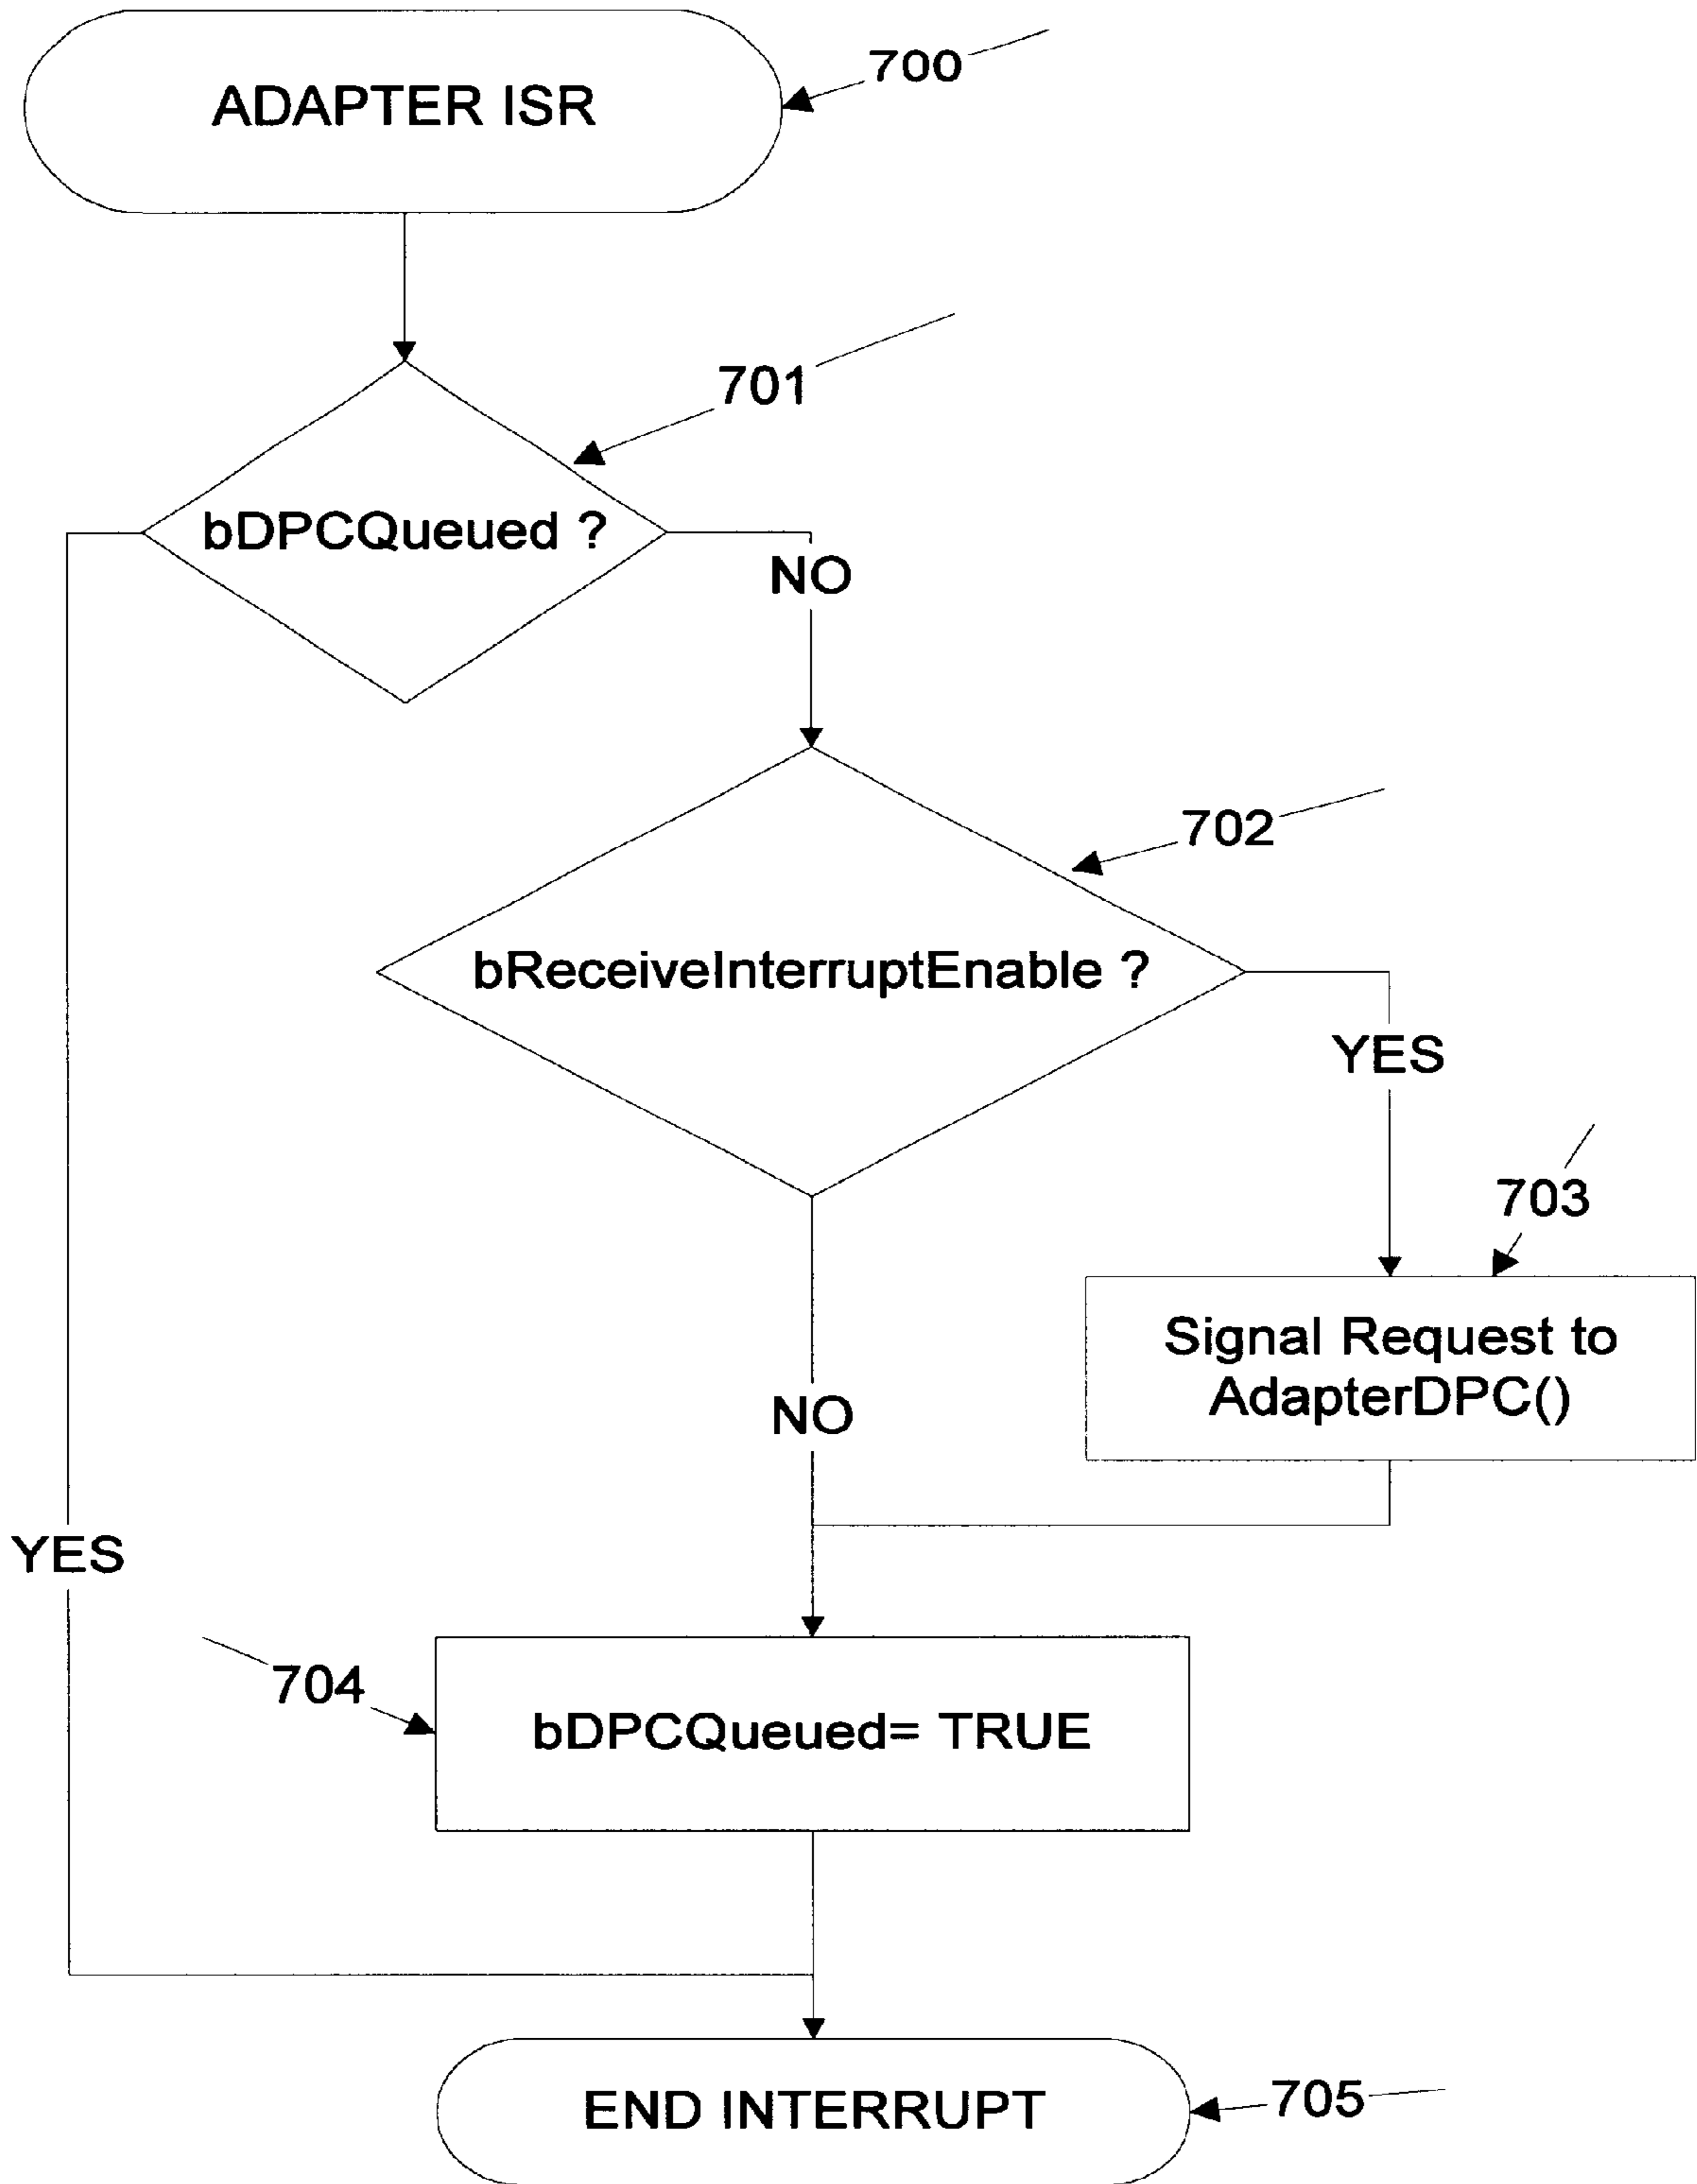 ADAPTER ISR
700
701
bDPCQueued ?
NO
702
bReceiveInterruptEnable ?
YES
703
Signal Request to
AdapterDPC()
NO
YES
704
bDPCQueued= TRUE
END INTERRUPT
705